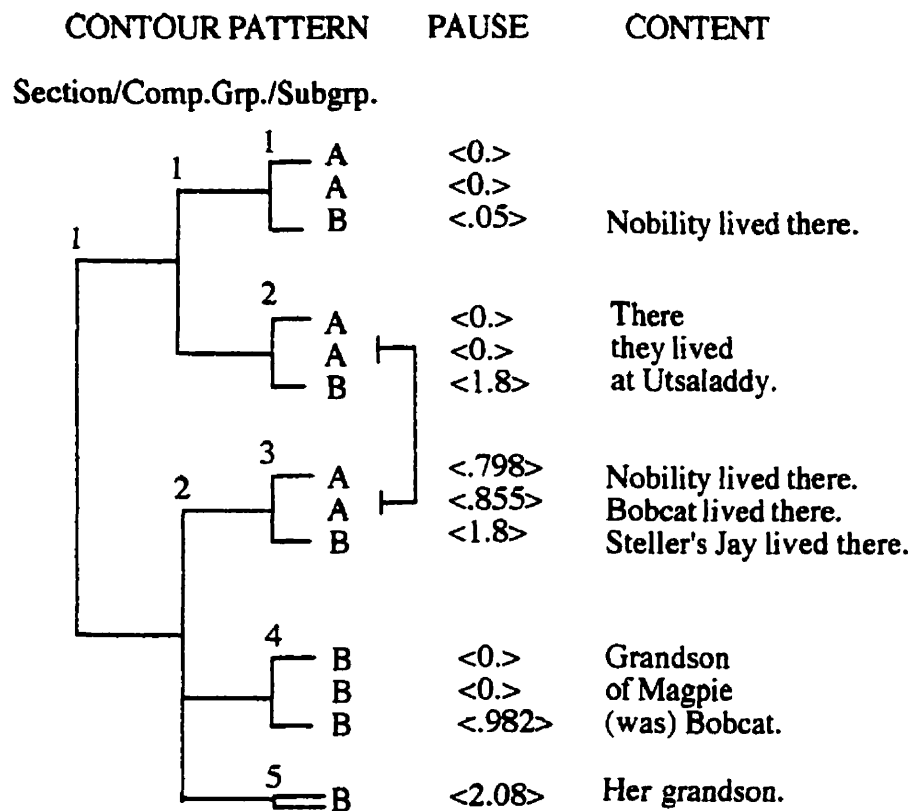 CONTOUR PATTERN PAUSE CONTENT
Section/Comp.Grp./Subgrp.
1 1 1 A <0.>
A <0.>
B <.05> Nobility lived there.
2 A <0.> There
A <0.> they lived
B <1.8> at Utsaladdy.
2 3 A <.798> Nobility lived there.
A <.855> Bobcat lived there.
B <1.8> Steller's Jay lived there.
4 B <0.> Grandson
B <0.> of Magpie
B <.982> (was) Bobcat.
5 B <2.08> Her grandson.